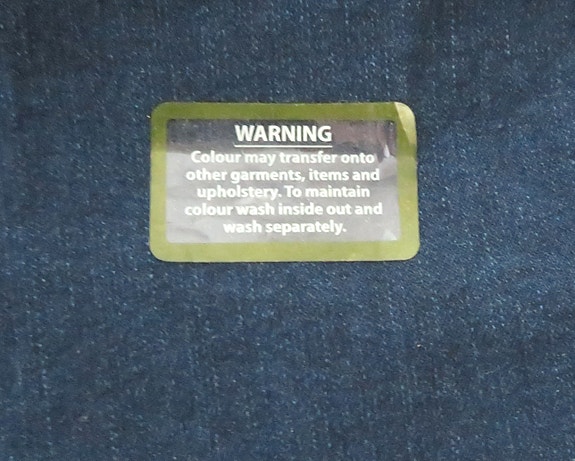 WARNING
Colour may transfer onto
other garments, items and
upholstery. To maintain
colour wash inside out and
wash separately.